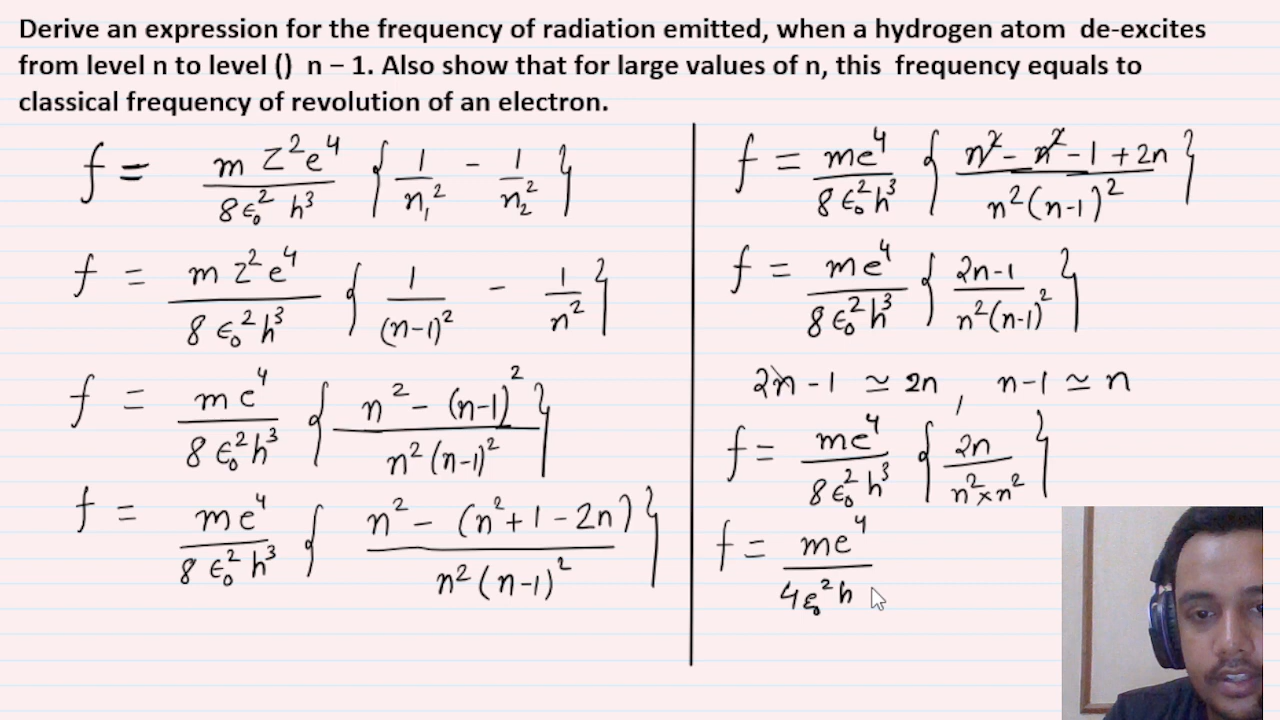 Derive an expression for the frequency of radiation emitted, when a hydrogen atom de-excites
from level n to level () n − 1. Also show that for large values of n, this frequency equals to
classical frequency of revolution of an electron.
f = m Z²e⁴ / 8ϵ₀² h³ { 1/n₁² - 1/n₂² }
f = m Z²e⁴ / 8ϵ₀²h³ { 1/(n-1)² - 1/n² }
f = me⁴ / 8ϵ₀²h³ { n² - (n-1)² / n²(n-1)² }
f = me⁴ / 8ϵ₀²h³ { n² - (n²+1-2n) / n²(n-1)² }
f = me⁴ / 8ϵ₀²h³ { n² - n² - 1 + 2n / n²(n-1)² }
f = me⁴ / 8ϵ₀²h³ { 2n-1 / n²(n-1)² }
2n - 1 ≃ 2n , n-1 ≃ n
f = me⁴ / 8ϵ₀²h³ { 2n / n²×n² }
f = me⁴ / 4ε₀²h